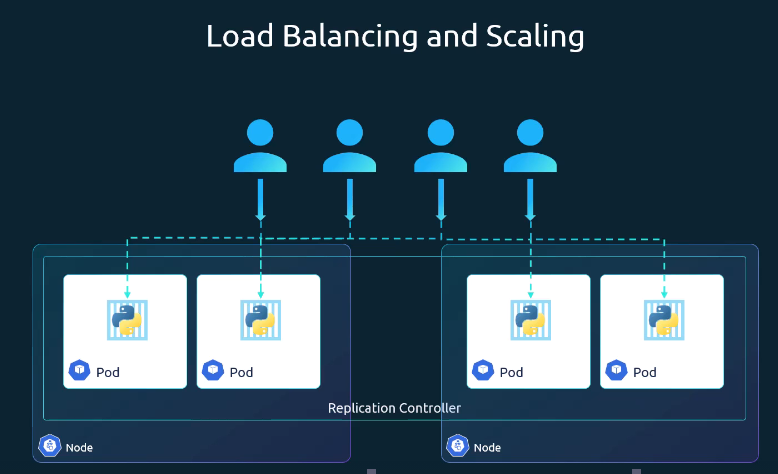 Load Balancing and Scaling
Pod
Pod
Pod
Pod
Replication Controller
Node
Node